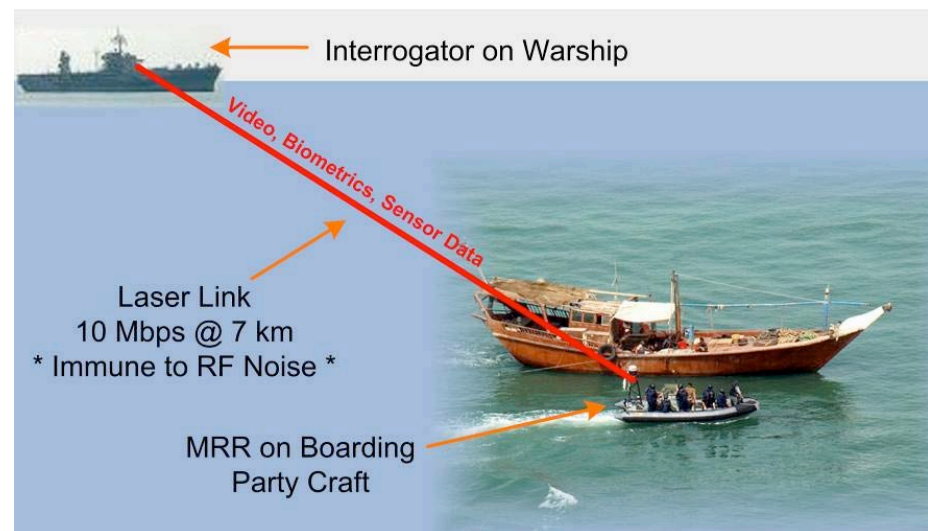 Interrogator on Warship
Video, Biometrics, Sensor Data
Laser Link
10 Mbps @ 7 km
* Immune to RF Noise *
MRR on Boarding
Party Craft